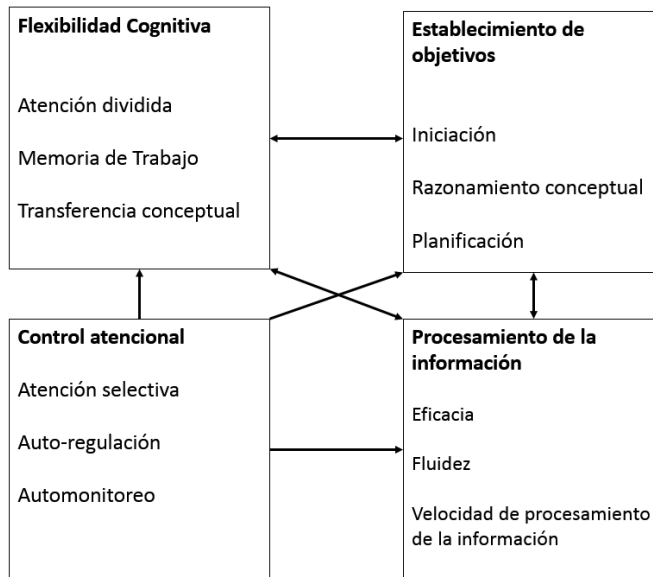 Flexibilidad Cognitiva
Atención dividida
Memoria de Trabajo
Transferencia conceptual
Establecimiento de
objetivos
Iniciación
Razonamiento conceptual
Planificación
Control atencional
Atención selectiva
Auto-regulación
Automonitoreo
Procesamiento de la
información
Eficacia
Fluidez
Velocidad de procesamiento
de la información